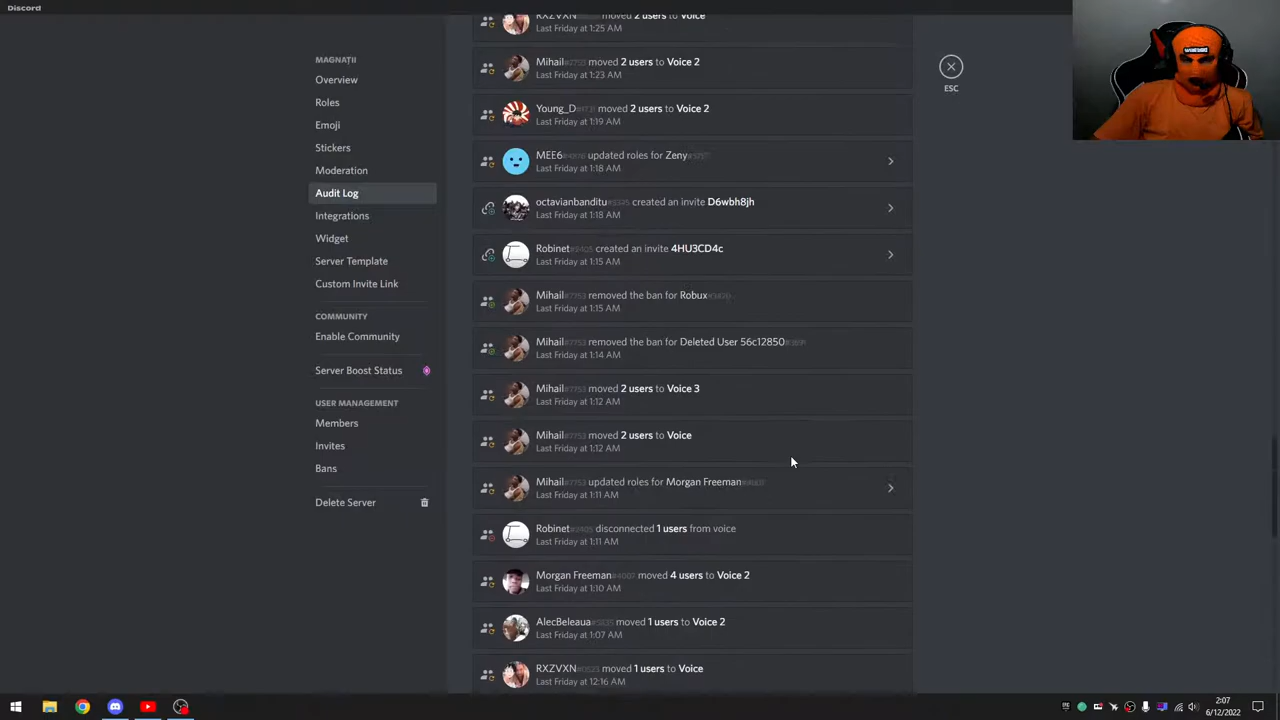 Discord
MAGNAȚII
Overview
Roles
Emoji
Stickers
Moderation
Audit Log
Integrations
Widget
Server Template
Custom Invite Link
COMMUNITY
Enable Community
Server Boost Status
USER MANAGEMENT
Members
Invites
Bans
Delete Server
RXZVXN moved 2 users to Voice
Last Friday at 1:25 AM
Mihail#7753 moved 2 users to Voice 2
Last Friday at 1:23 AM
Young_D moved 2 users to Voice 2
Last Friday at 1:19 AM
MEE6#4876 updated roles for Zeny
Last Friday at 1:18 AM
octavianbanditu created an invite D6wbh8jh
Last Friday at 1:18 AM
Robinet created an invite 4HU3CD4c
Last Friday at 1:15 AM
Mihail#7753 removed the ban for Robux
Last Friday at 1:15 AM
Mihail#7753 removed the ban for Deleted User 56c12850
Last Friday at 1:14 AM
Mihail#7753 moved 2 users to Voice 3
Last Friday at 1:12 AM
Mihail#7753 moved 2 users to Voice
Last Friday at 1:12 AM
Mihail#7753 updated roles for Morgan Freeman
Last Friday at 1:11 AM
Robinet disconnected 1 users from voice
Last Friday at 1:11 AM
Morgan Freeman moved 4 users to Voice 2
Last Friday at 1:10 AM
AlecBeleaua moved 1 users to Voice 2
Last Friday at 1:07 AM
RXZVXN moved 1 users to Voice
Last Friday at 12:16 AM
ESC
2:07
6/12/2022